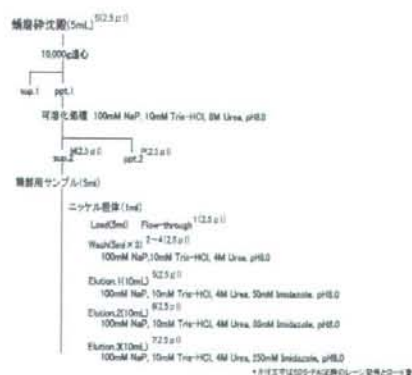 沈殿(5mL) S(2.5μl)
10,000g遠心
sup.1 ppt.1
可溶化処理 100mM NaP, 10mM Tris-HCl, 8M Urea, pH8.0
sup.2 (2.5μl) ppt.2 (2.5μl)
精製用サンプル(5ml)
ニッケル担体(1ml)
Load(5ml) Flow-through 1(2.5μl)
Wash(5ml×3) 2~4(2.5μl)
100mM NaP, 10mM Tris-HCl, 4M Urea, pH8.0
Elution.1(10mL) 5(2.5μl)
100mM NaP, 10mM Tris-HCl, 4M Urea, 50mM Imidazole, pH8.0
Elution.2(10mL) 6(2.5μl)
100mM NaP, 10mM Tris-HCl, 4M Urea, 80mM Imidazole, pH8.0
Elution.3(10mL) 7(2.5μl)
100mM NaP, 10mM Tris-HCl, 4M Urea, 250mM Imidazole, pH8.0